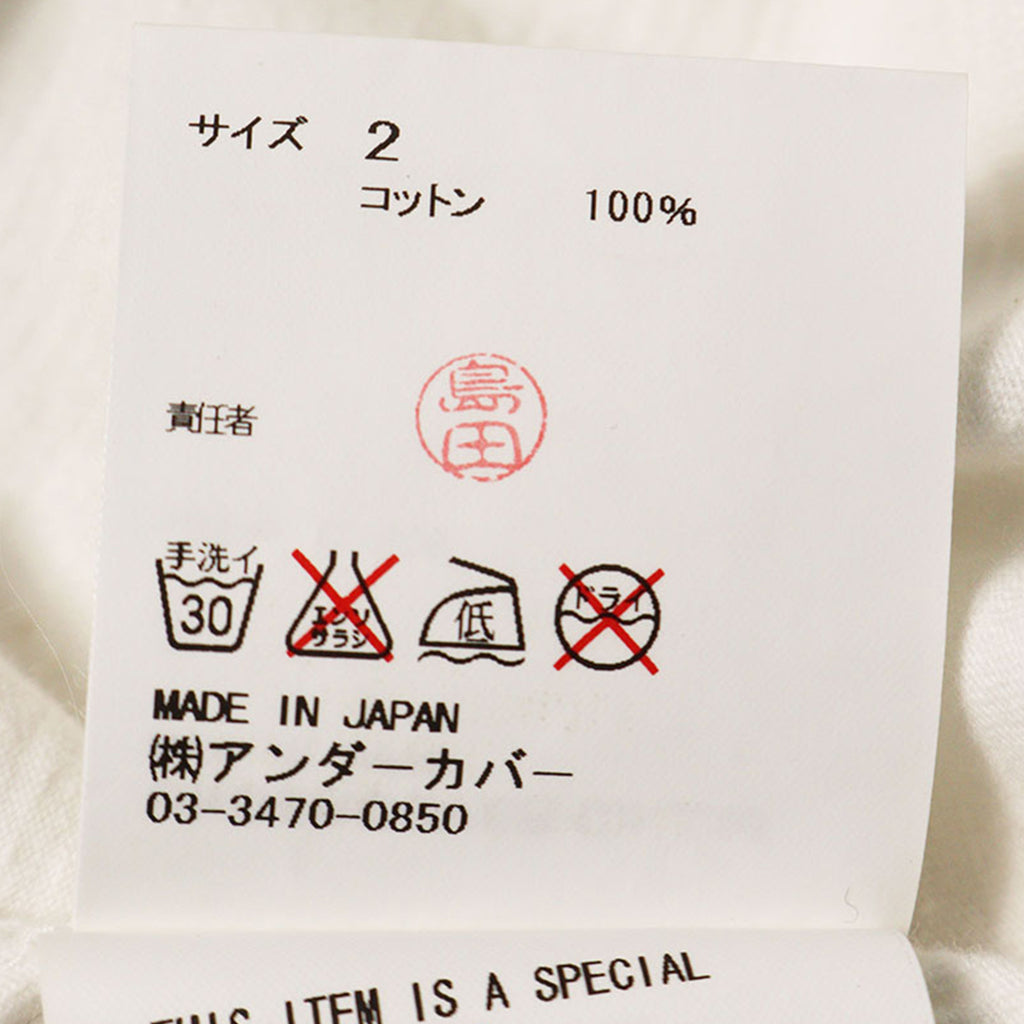 サイズ 2
コットン 100%
島田
責任者
手洗イ
30
エンソ
サラシ
低
ドライ
MADE IN JAPAN
㈱アンダーカバー
03-3470-0850
THIS ITEM IS A SPECIAL